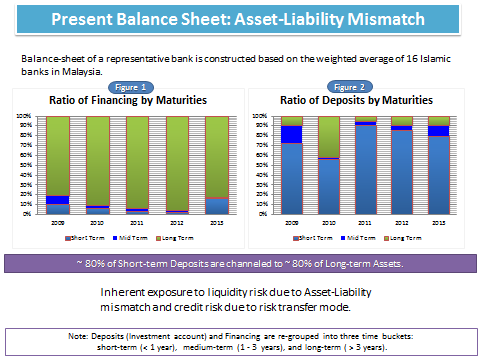 Present Balance Sheet: Asset-Liability Mismatch
Balance-sheet of a representative bank is constructed based on the weighted average of 16 Islamic
banks in Malaysia.
Figure 1
Ratio of Financing by Maturities
100%
90%
80%
70%
60%
50%
40%
30%
20%
10%
0%
2009 2010 2011 2012 2013
Short Term Mid Term Long Term
Figure 2
Ratio of Deposits by Maturities
100%
90%
80%
70%
60%
50%
40%
30%
20%
10%
0%
2009 2010 2011 2012 2013
Short Term Mid Term Long Term
~ 80% of Short-term Deposits are channeled to ~ 80% of Long-term Assets.
Inherent exposure to liquidity risk due to Asset-Liability
mismatch and credit risk due to risk transfer mode.
Note: Deposits (Investment account) and Financing are re-grouped into three time buckets:
short-term (< 1 year), medium-term (1 - 3 years), and long-term ( > 3 years).